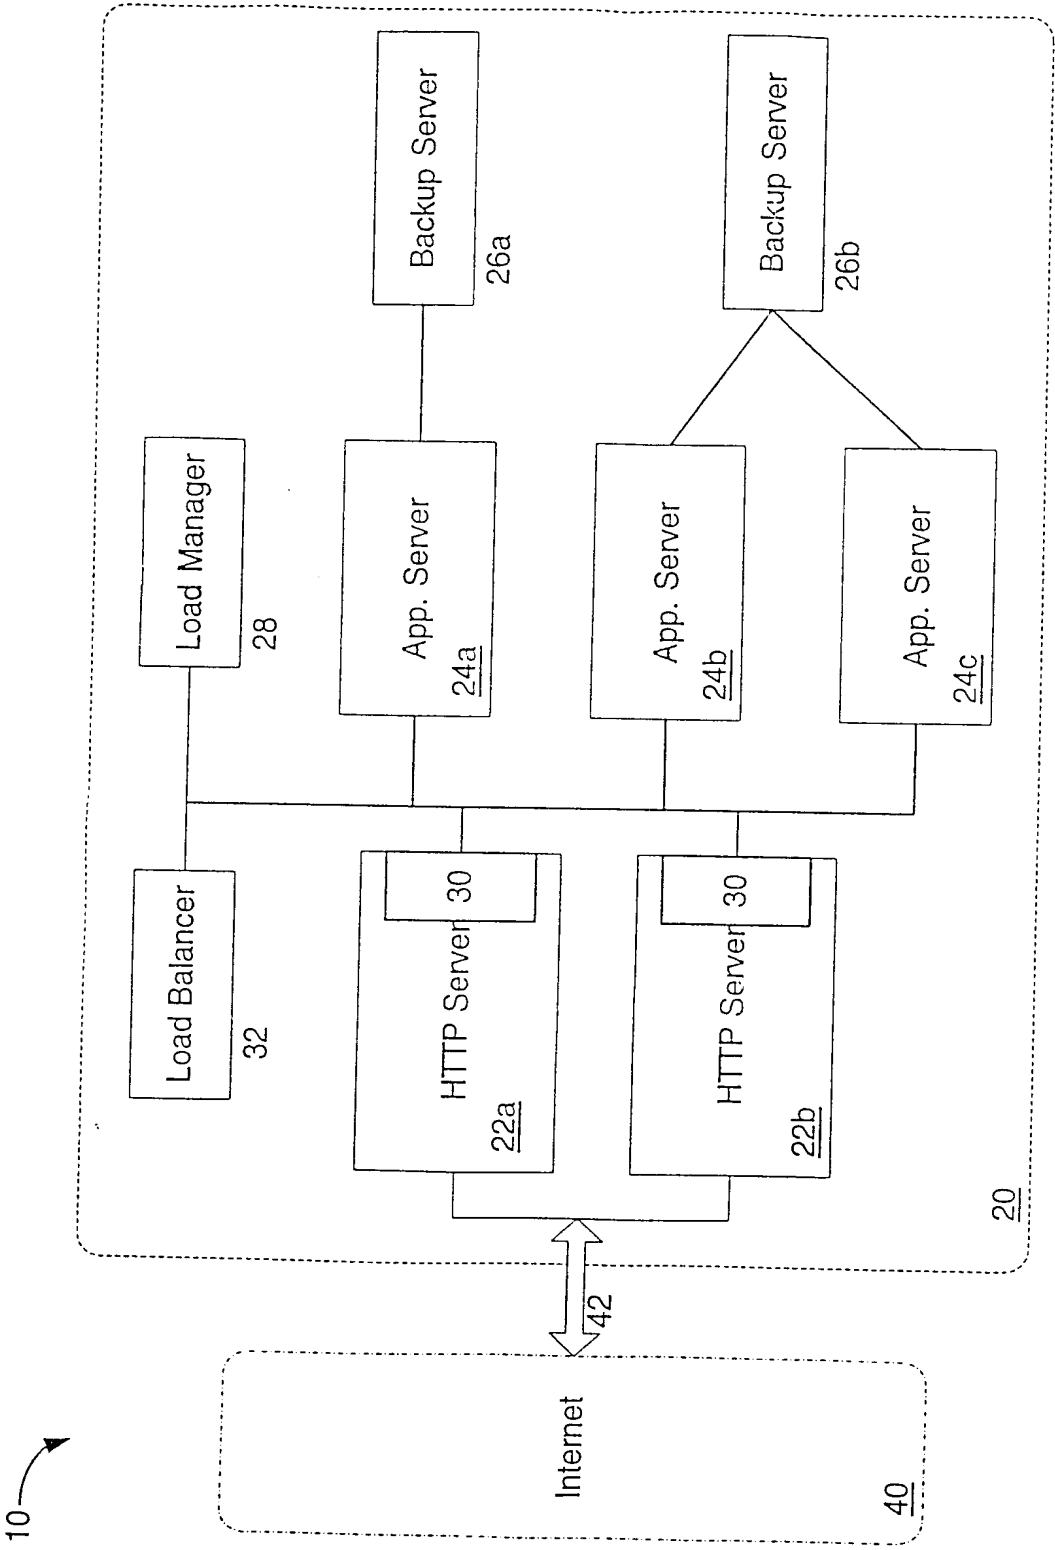 10
Load Balancer
32
Load Manager
28
HTTP Server
30
22a
App. Server
24a
Backup Server
26a
Internet
40
42
HTTP Server
30
22b
App. Server
24b
Backup Server
26b
App. Server
24c
20